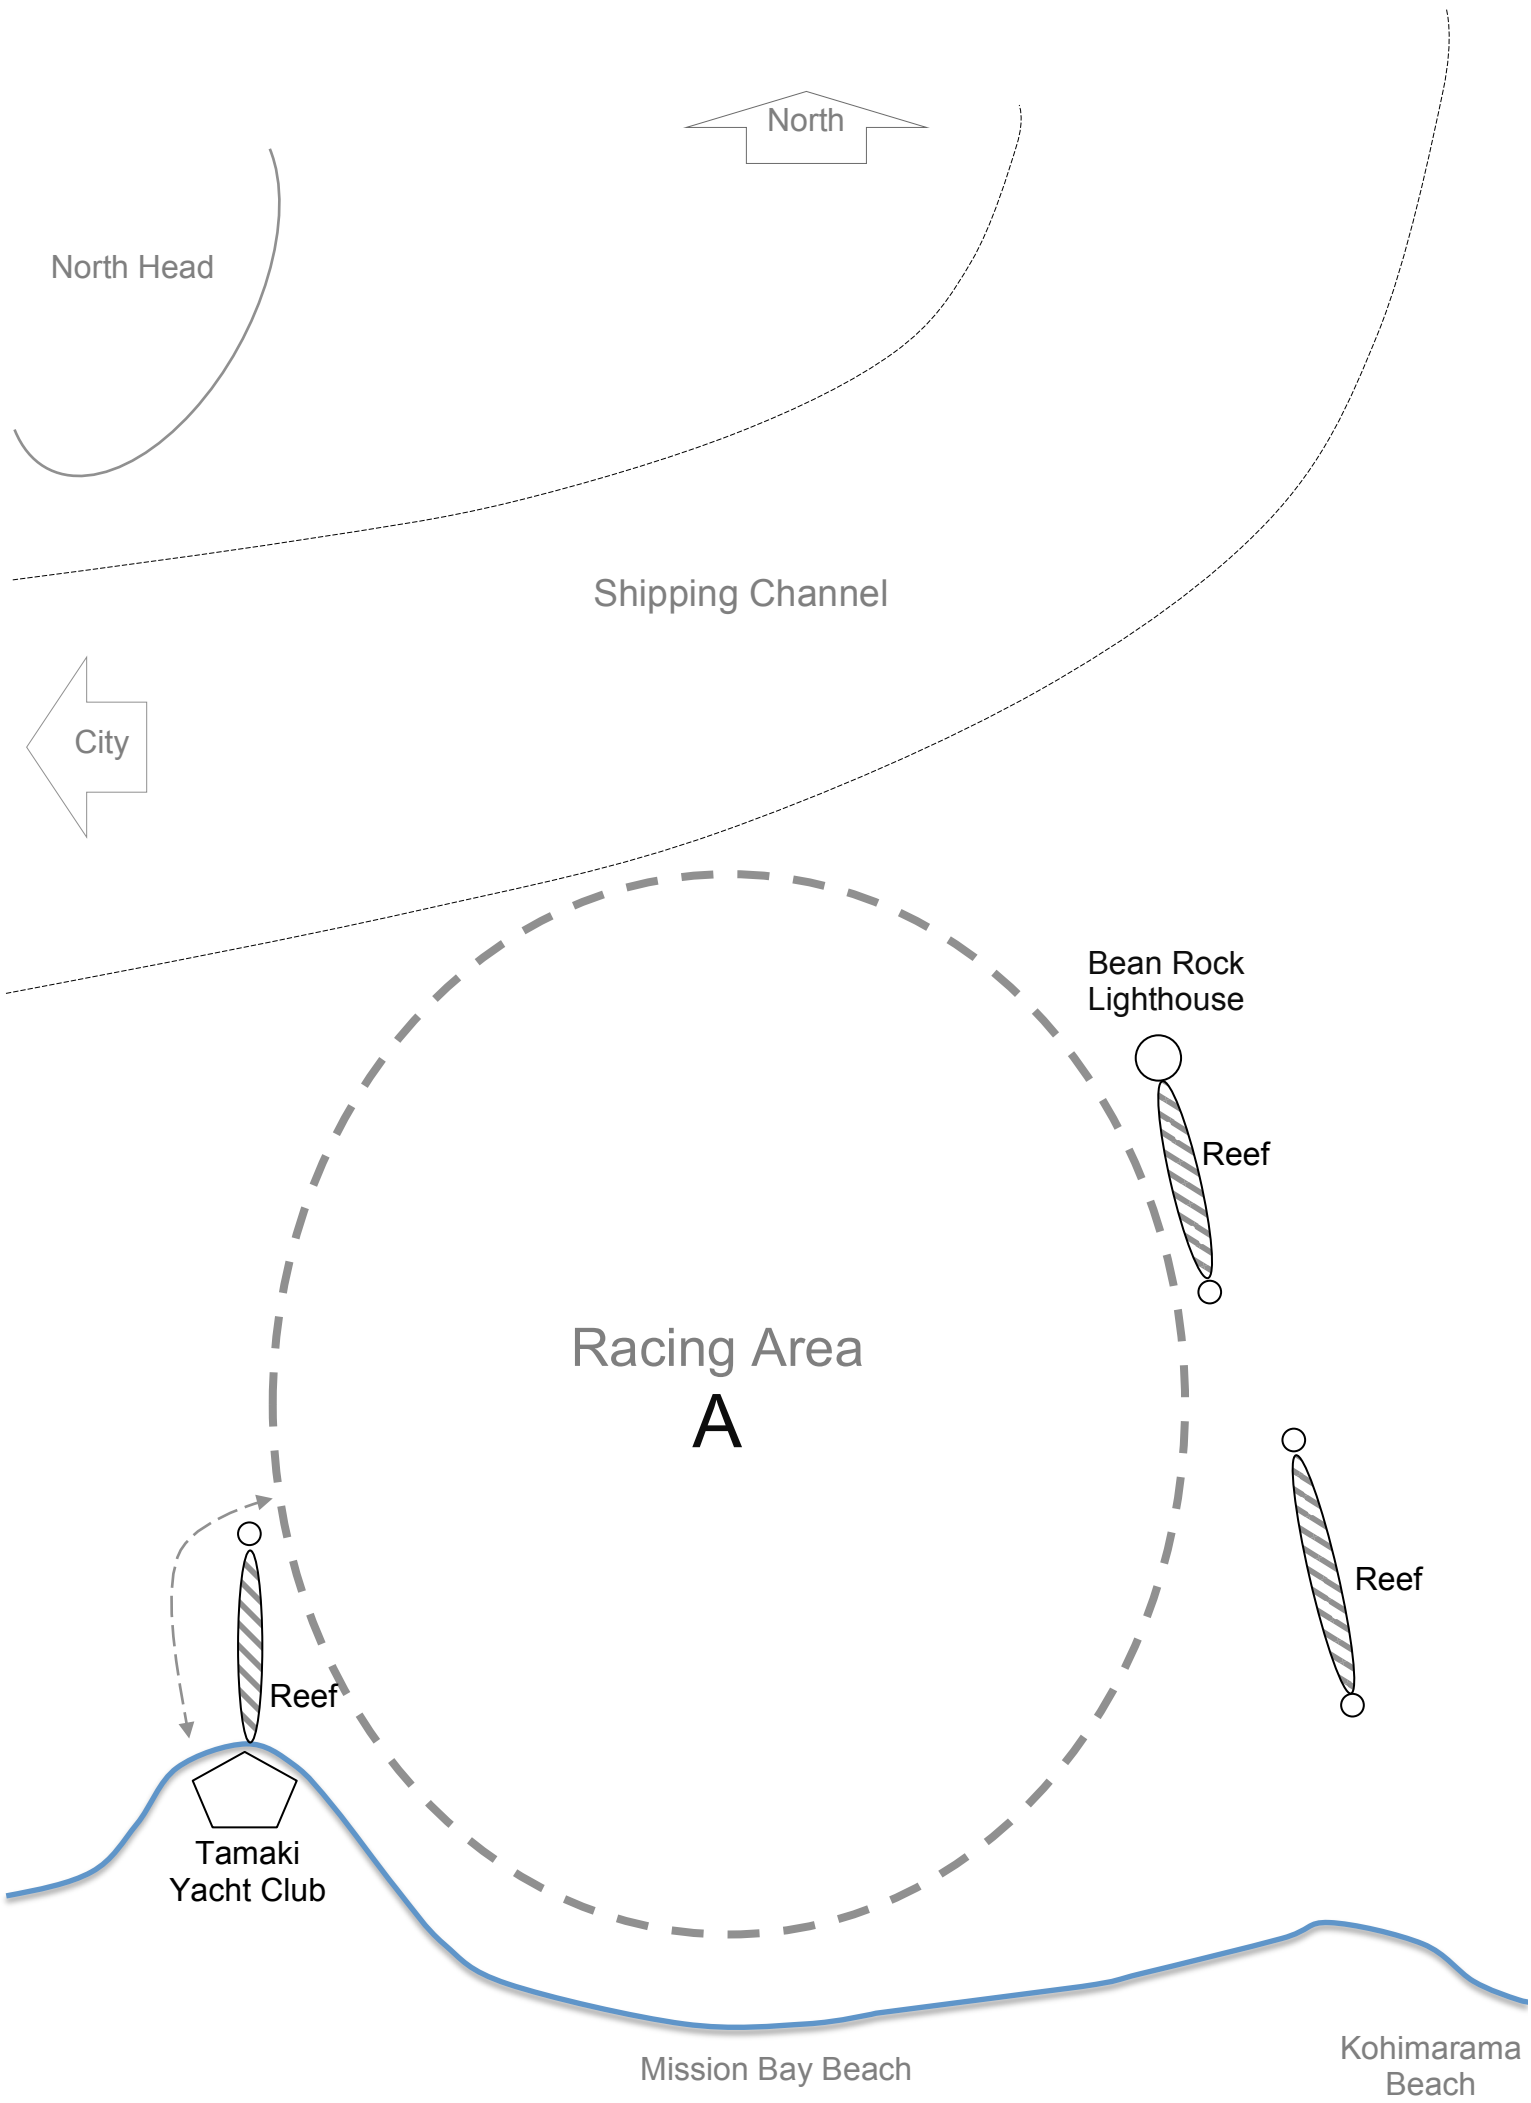 North
North Head
Shipping Channel
City
Bean Rock
Lighthouse
Reef
Racing Area
A
Reef
Reef
Tamaki
Yacht Club
Mission Bay Beach
Kohimarama
Beach